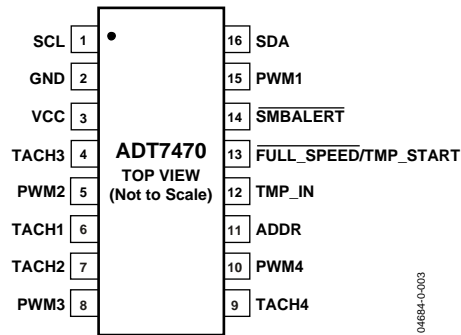 SCL 1 16 SDA
GND 2 15 PWM1
VCC 3 14 SMBALERT
TACH3 4 ADT7470 13 FULL_SPEED/TMP_START
TOP VIEW
PWM2 5 (Not to Scale) 12 TMP_IN
TACH1 6 11 ADDR
TACH2 7 10 PWM4
PWM3 8 9 TACH4
04684-0-003